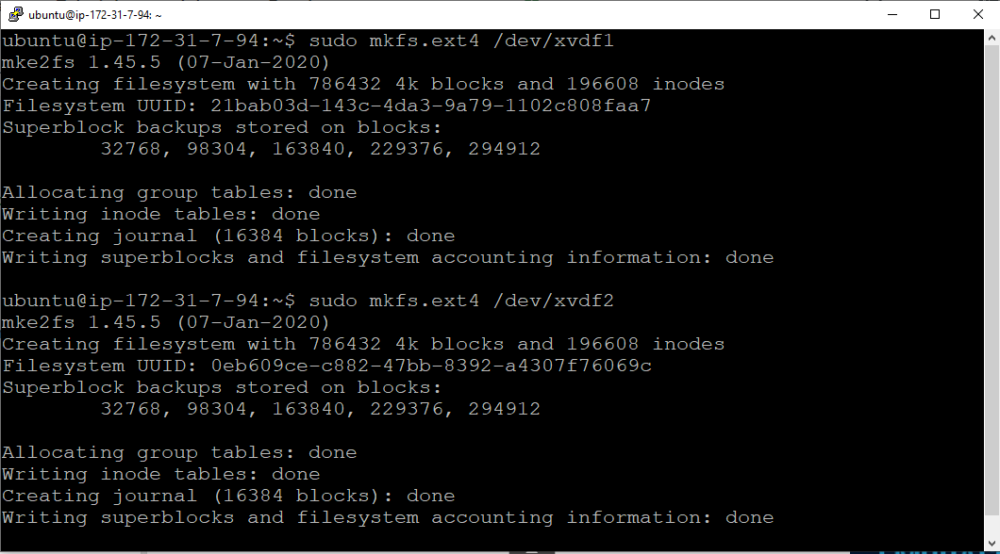 ubuntu@ip-172-31-7-94: ~
ubuntu@ip-172-31-7-94:~$ sudo mkfs.ext4 /dev/xvdf1
mke2fs 1.45.5 (07-Jan-2020)
Creating filesystem with 786432 4k blocks and 196608 inodes
Filesystem UUID: 21bab03d-143c-4da3-9a79-1102c808faa7
Superblock backups stored on blocks:
32768, 98304, 163840, 229376, 294912
Allocating group tables: done
Writing inode tables: done
Creating journal (16384 blocks): done
Writing superblocks and filesystem accounting information: done
ubuntu@ip-172-31-7-94:~$ sudo mkfs.ext4 /dev/xvdf2
mke2fs 1.45.5 (07-Jan-2020)
Creating filesystem with 786432 4k blocks and 196608 inodes
Filesystem UUID: 0eb609ce-c882-47bb-8392-a4307f76069c
Superblock backups stored on blocks:
32768, 98304, 163840, 229376, 294912
Allocating group tables: done
Writing inode tables: done
Creating journal (16384 blocks): done
Writing superblocks and filesystem accounting information: done